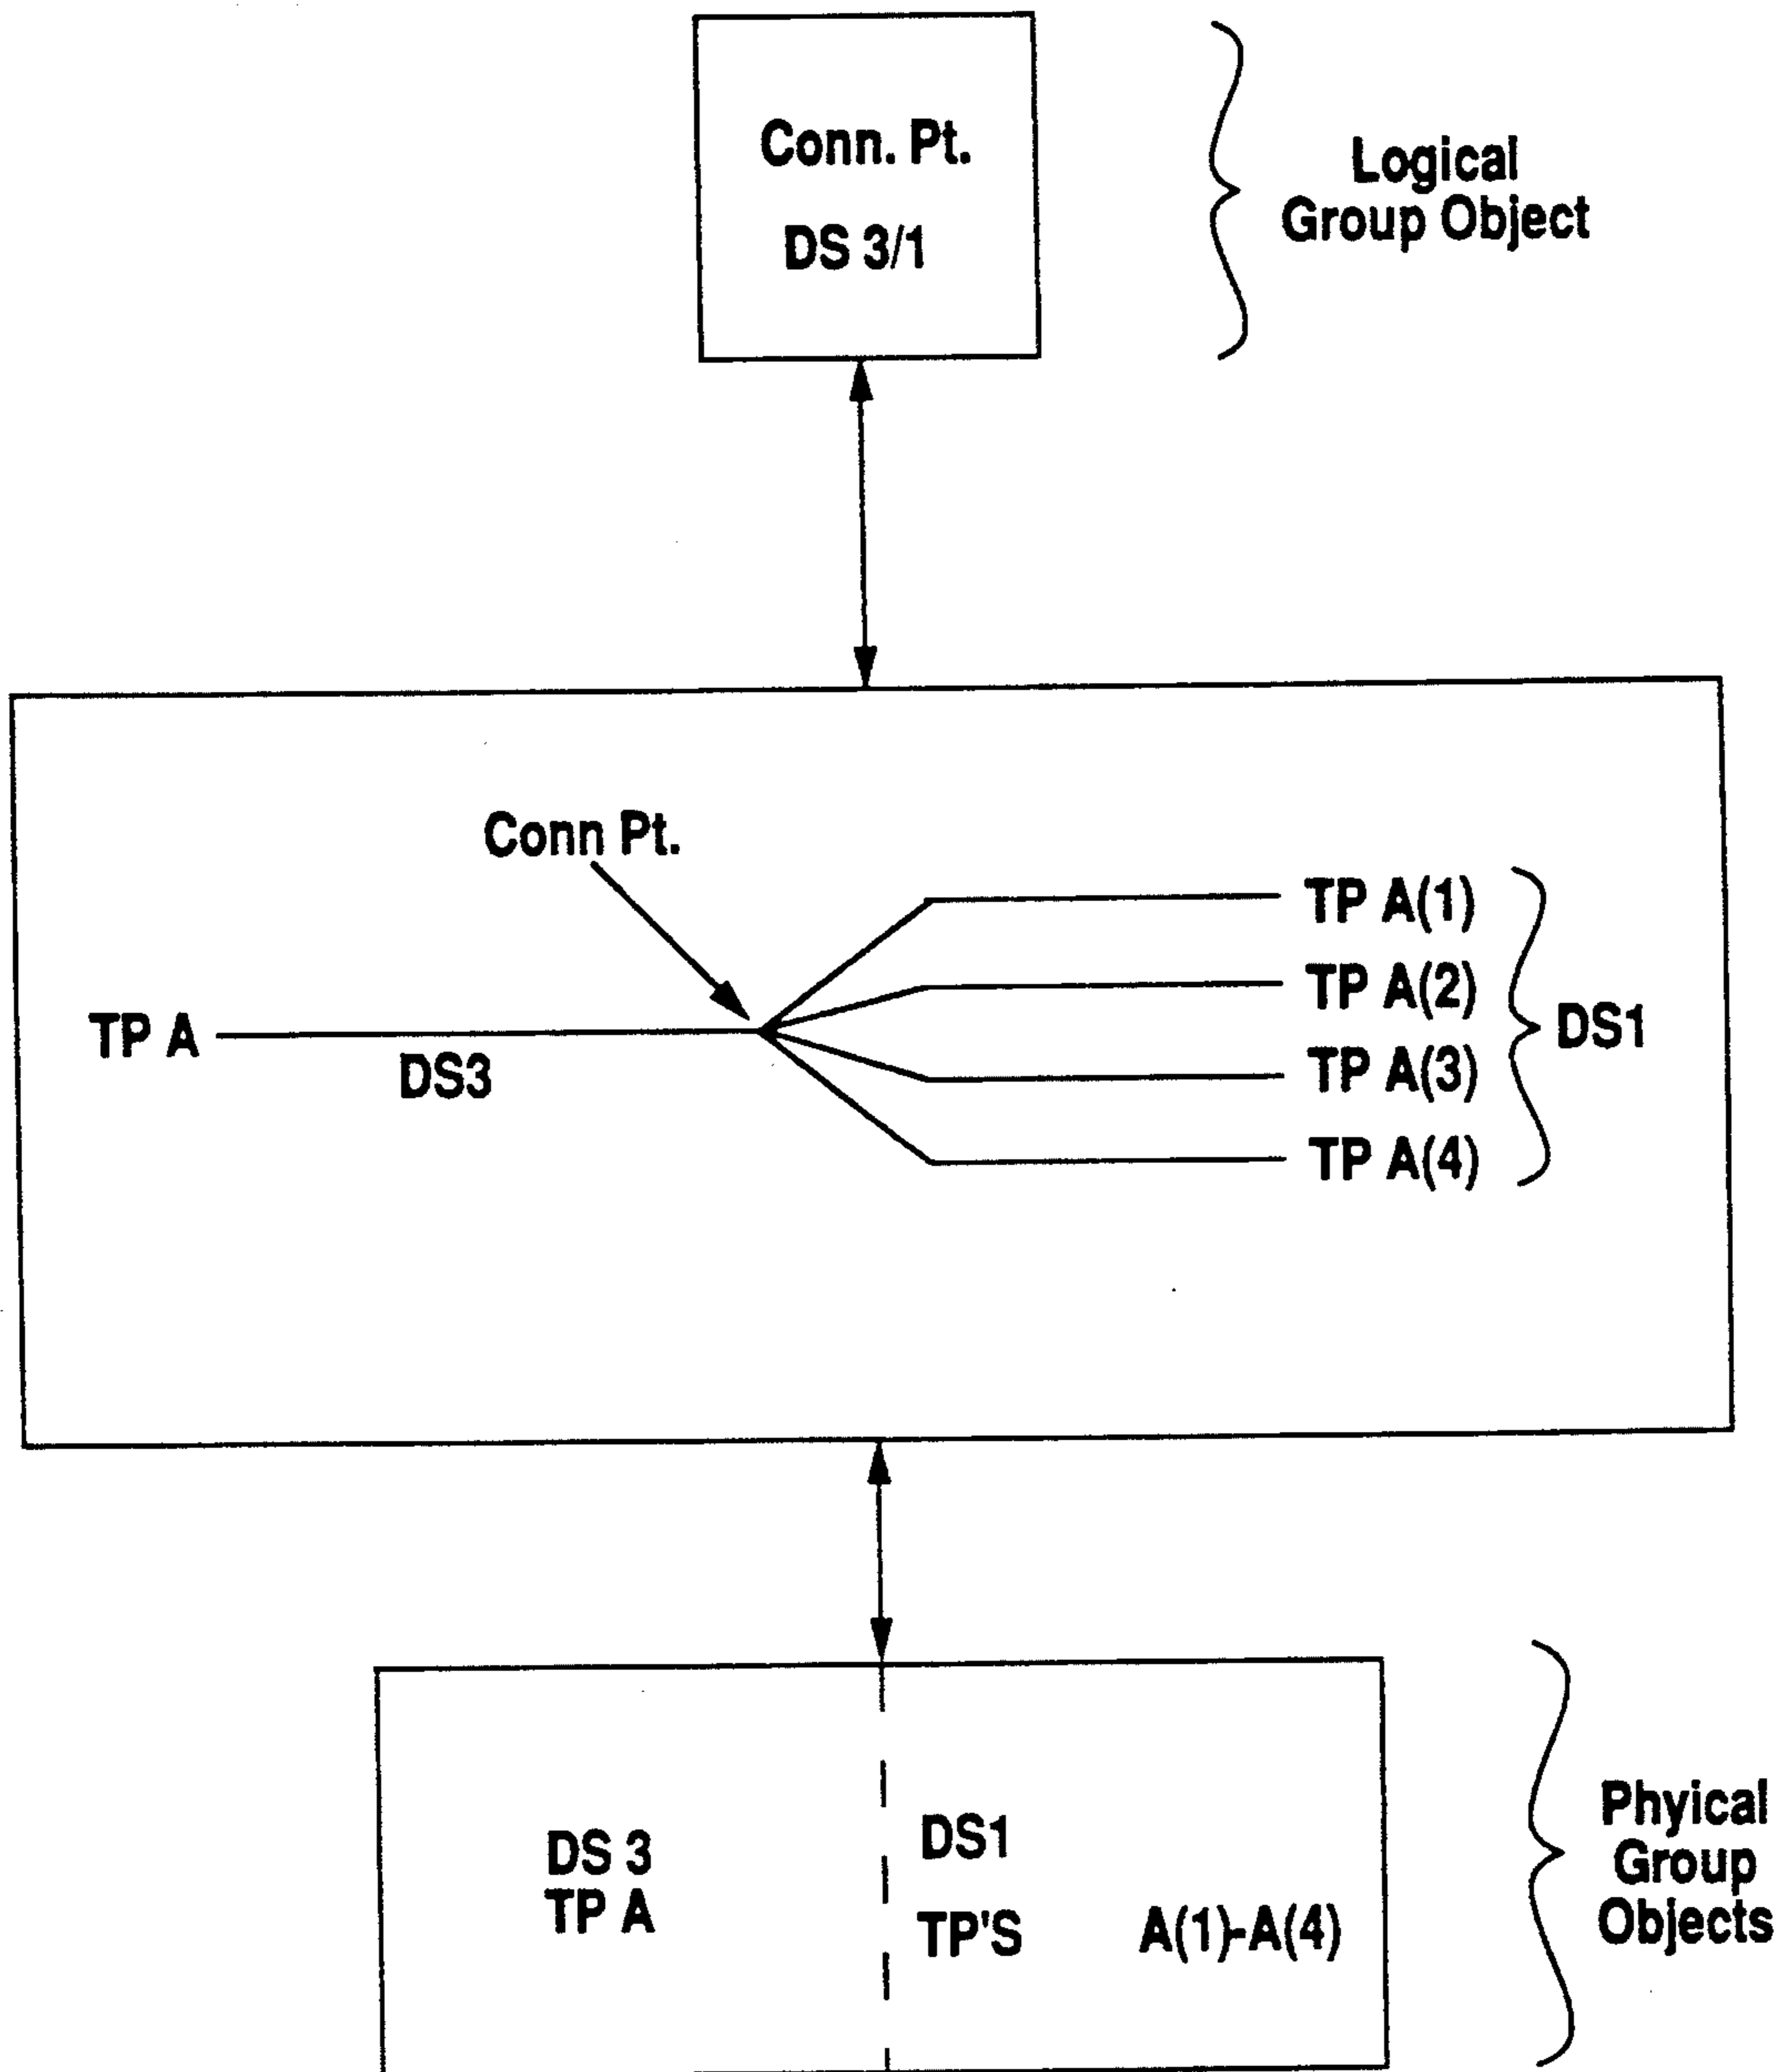 Conn. Pt.
DS 3/1
Logical
Group Object
Conn Pt.
TP A
DS3
TP A(1)
TP A(2)
TP A(3)
TP A(4)
DS1
DS 3
TP A
DS1
TP'S A(1)-A(4)
Phyical
Group
Objects